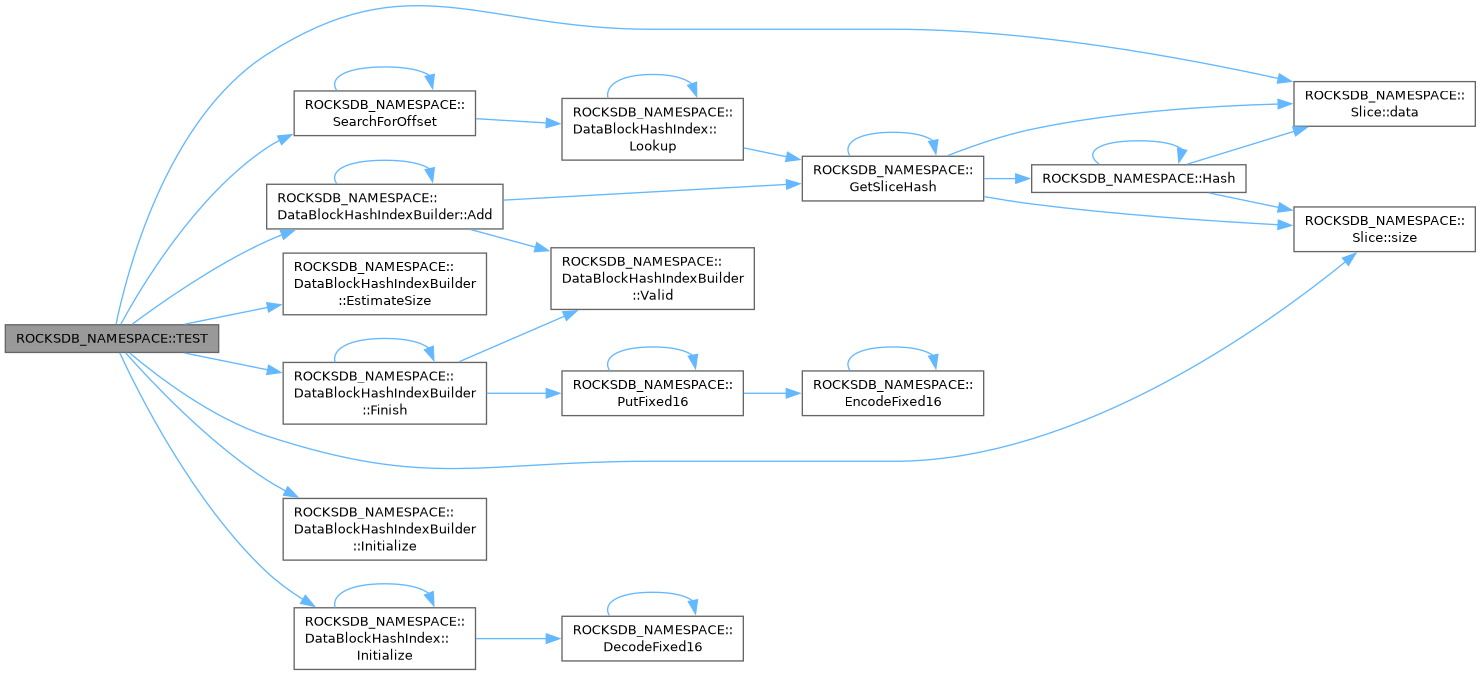 ROCKSDB_NAMESPACE::TEST
ROCKSDB_NAMESPACE::
SearchForOffset
ROCKSDB_NAMESPACE::
DataBlockHashIndexBuilder::Add
ROCKSDB_NAMESPACE::
DataBlockHashIndexBuilder
::EstimateSize
ROCKSDB_NAMESPACE::
DataBlockHashIndexBuilder
::Finish
ROCKSDB_NAMESPACE::
DataBlockHashIndexBuilder
::Initialize
ROCKSDB_NAMESPACE::
DataBlockHashIndex::
Initialize
ROCKSDB_NAMESPACE::
DataBlockHashIndex::
Lookup
ROCKSDB_NAMESPACE::
DataBlockHashIndexBuilder
::Valid
ROCKSDB_NAMESPACE::
PutFixed16
ROCKSDB_NAMESPACE::
DecodeFixed16
ROCKSDB_NAMESPACE::
GetSliceHash
ROCKSDB_NAMESPACE::
EncodeFixed16
ROCKSDB_NAMESPACE::Hash
ROCKSDB_NAMESPACE::
Slice::data
ROCKSDB_NAMESPACE::
Slice::size